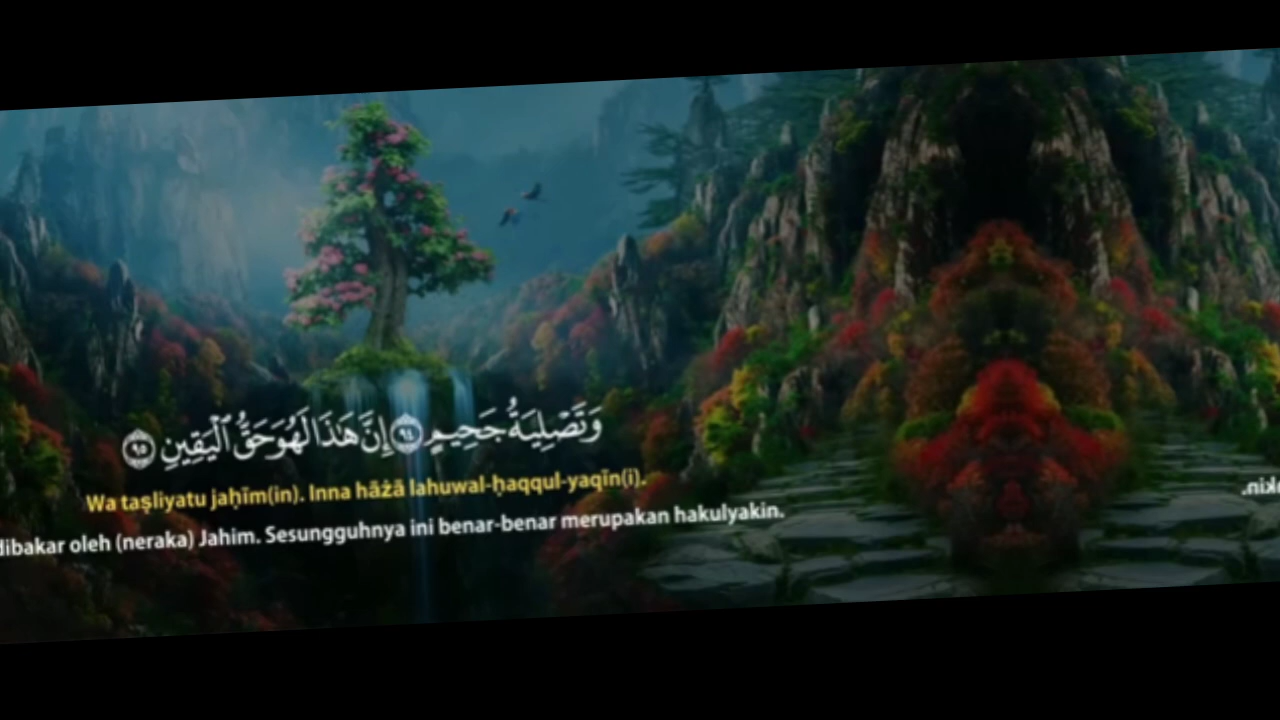 وَتَصْلِيَةُ جَحِيمٍ ۝٩٤ إِنَّ هَٰذَا لَهُوَ حَقُّ ٱلْيَقِينِ ۝٩٥
Wa taṣliyatu jaḥīm(in). Inna hāżā lahuwal-ḥaqqul-yaqīn(i).
dibakar oleh (neraka) Jahim. Sesungguhnya ini benar-benar merupakan hakulyakin.